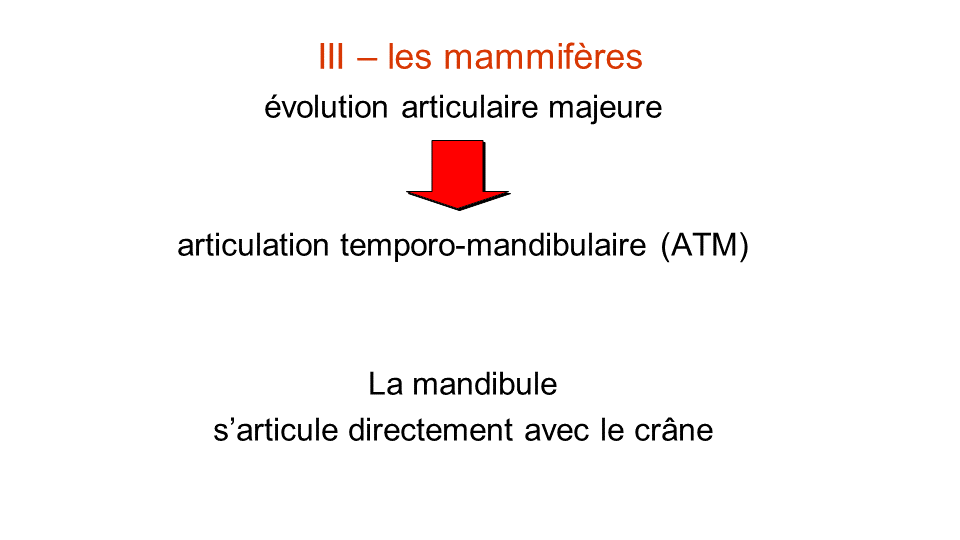 III – les mammifères
évolution articulaire majeure
articulation temporo-mandibulaire (ATM)
La mandibule
s’articule directement avec le crâne